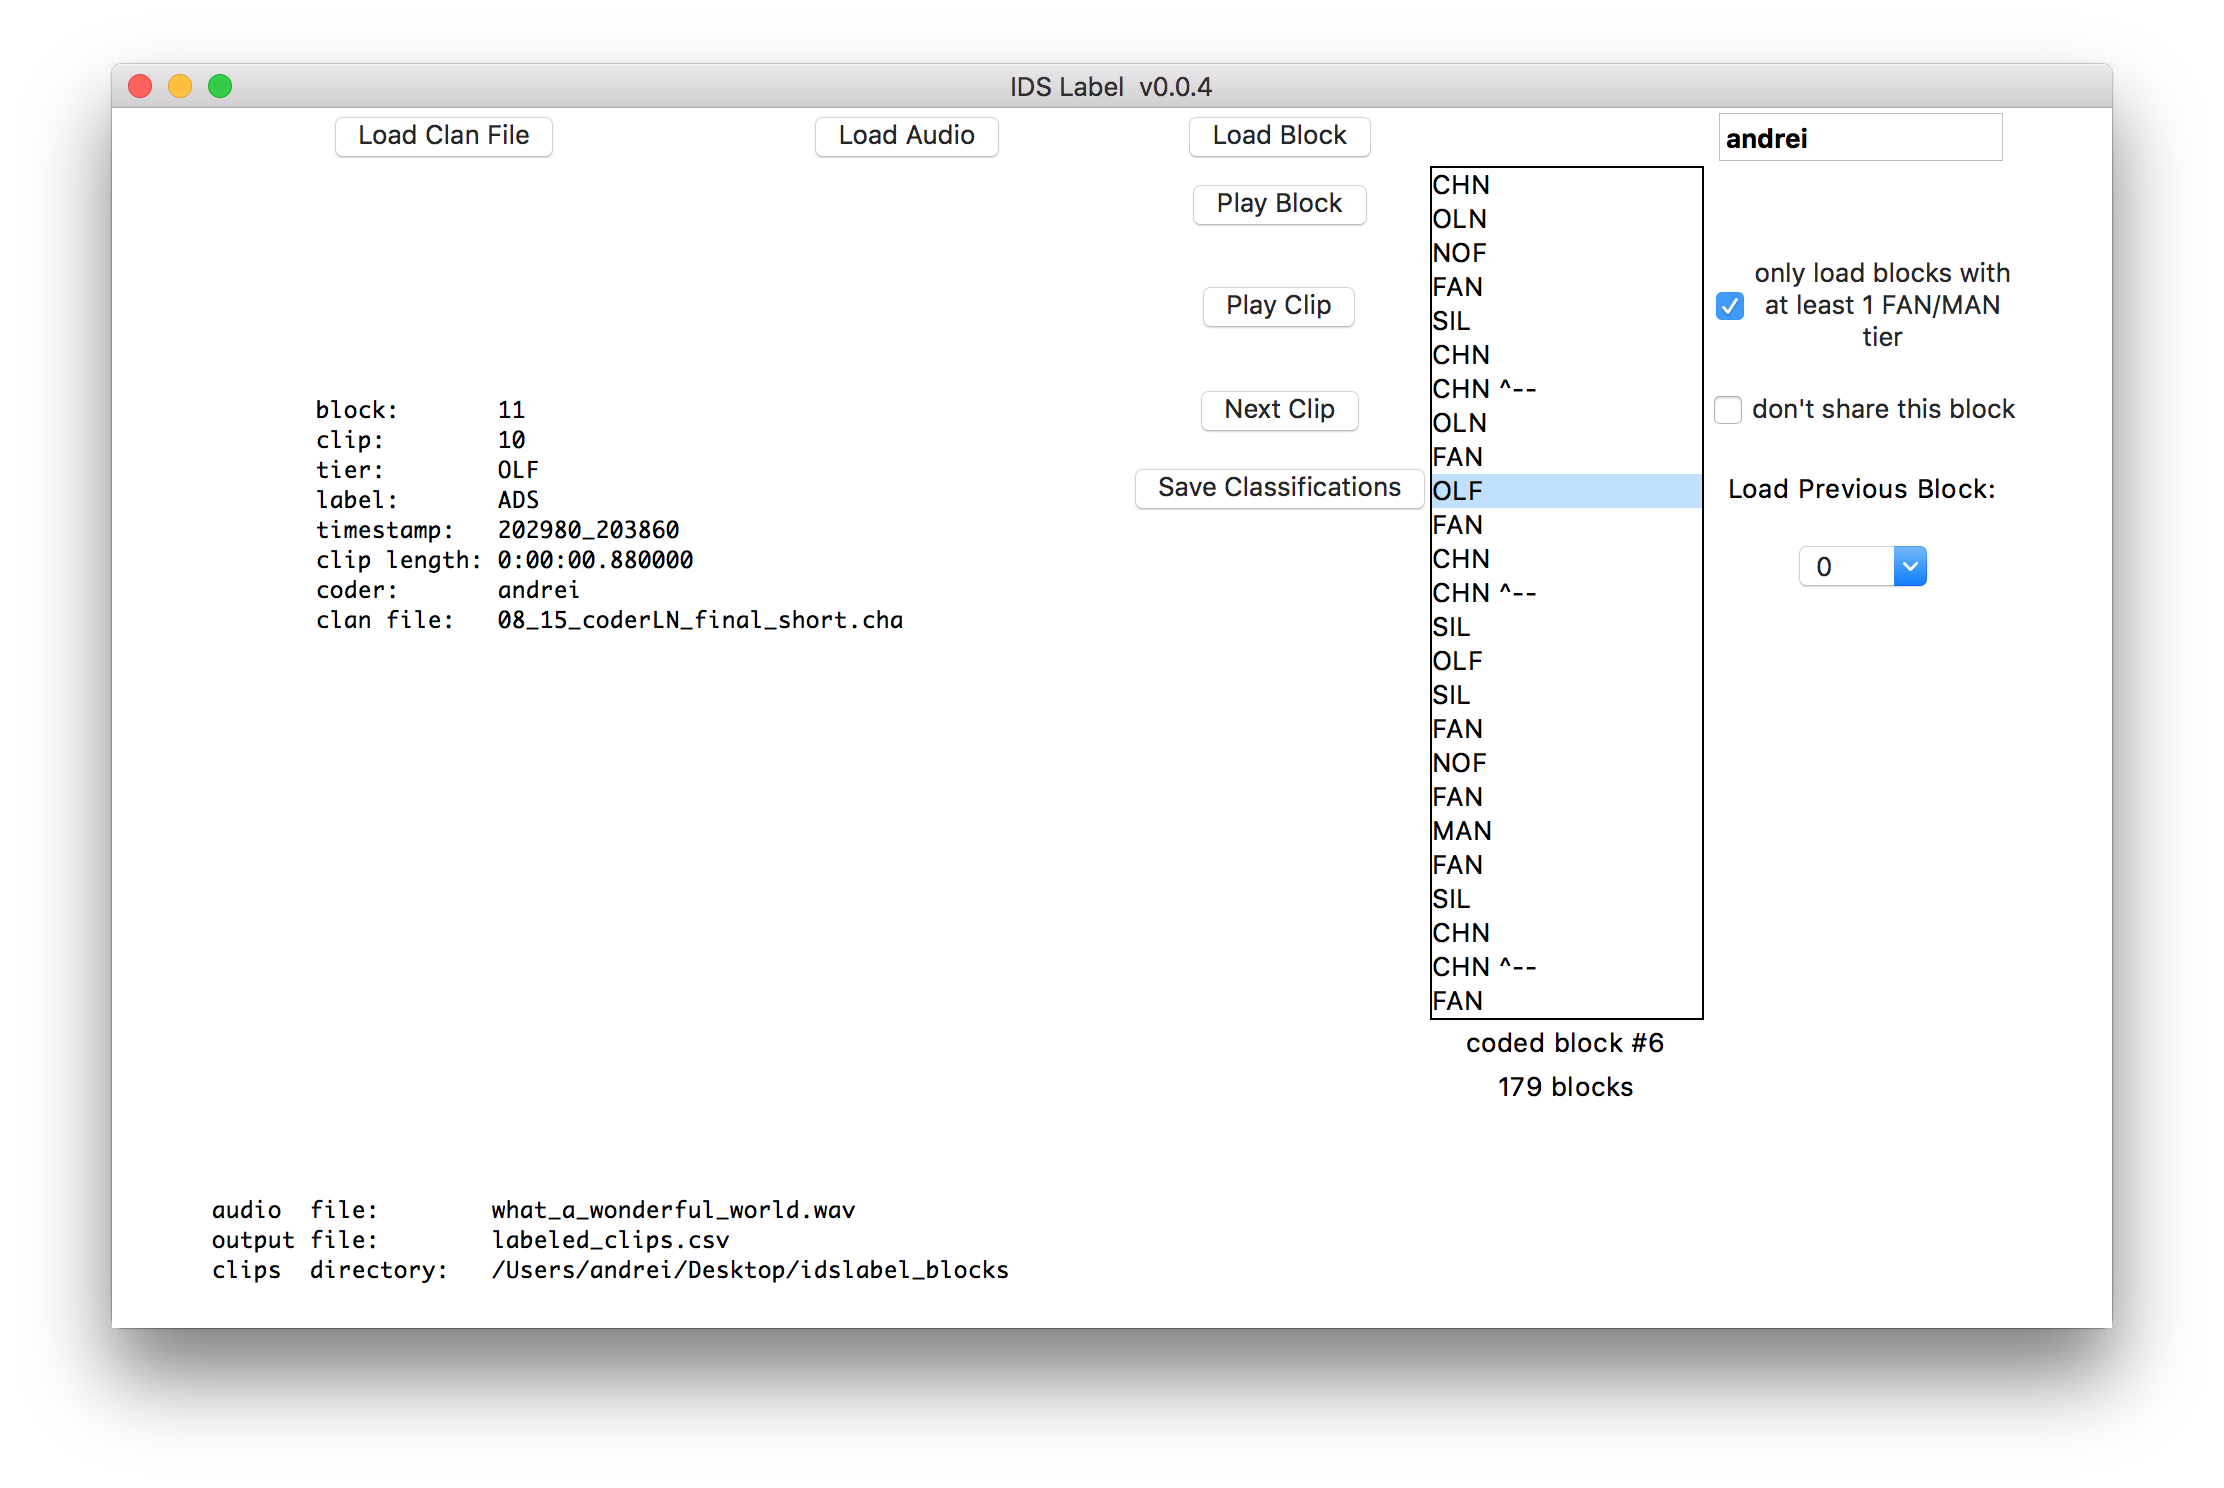 IDS Label  v0.0.4
Load Clan File
Load Audio
Load Block
andrei
Play Block
Play Clip
Next Clip
Save Classifications
block: 11
clip: 10
tier: OLF
label: ADS
timestamp: 202980_203860
clip length: 0:00:00.880000
coder: andrei
clan file: 08_15_coderLN_final_short.cha
CHN
OLN
NOF
FAN
SIL
CHN
CHN ^--
OLN
FAN
OLF
FAN
CHN
CHN ^--
SIL
OLF
SIL
FAN
NOF
FAN
MAN
FAN
SIL
CHN
CHN ^--
FAN
coded block #6
179 blocks
only load blocks with
at least 1 FAN/MAN
tier
don't share this block
Load Previous Block:
0
audio file: what_a_wonderful_world.wav
output file: labeled_clips.csv
clips directory: /Users/andrei/Desktop/idslabel_blocks